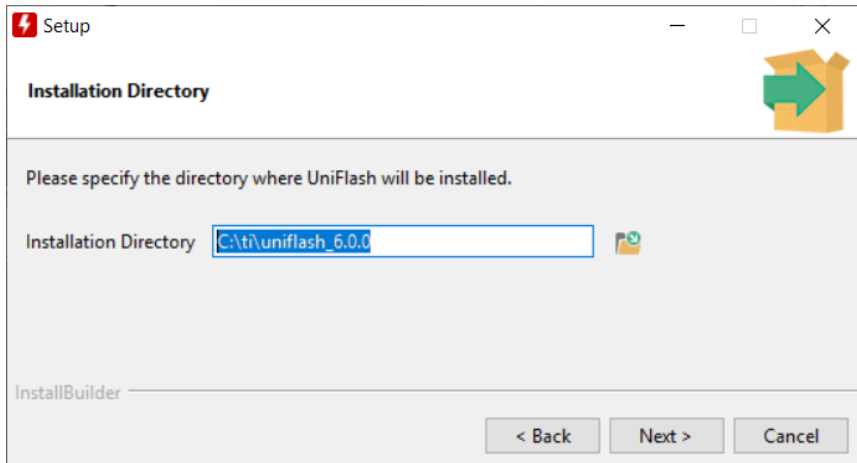 Setup
Installation Directory
Please specify the directory where UniFlash will be installed.
Installation Directory C:\ti\uniflash_6.0.0
InstallBuilder
< Back Next > Cancel